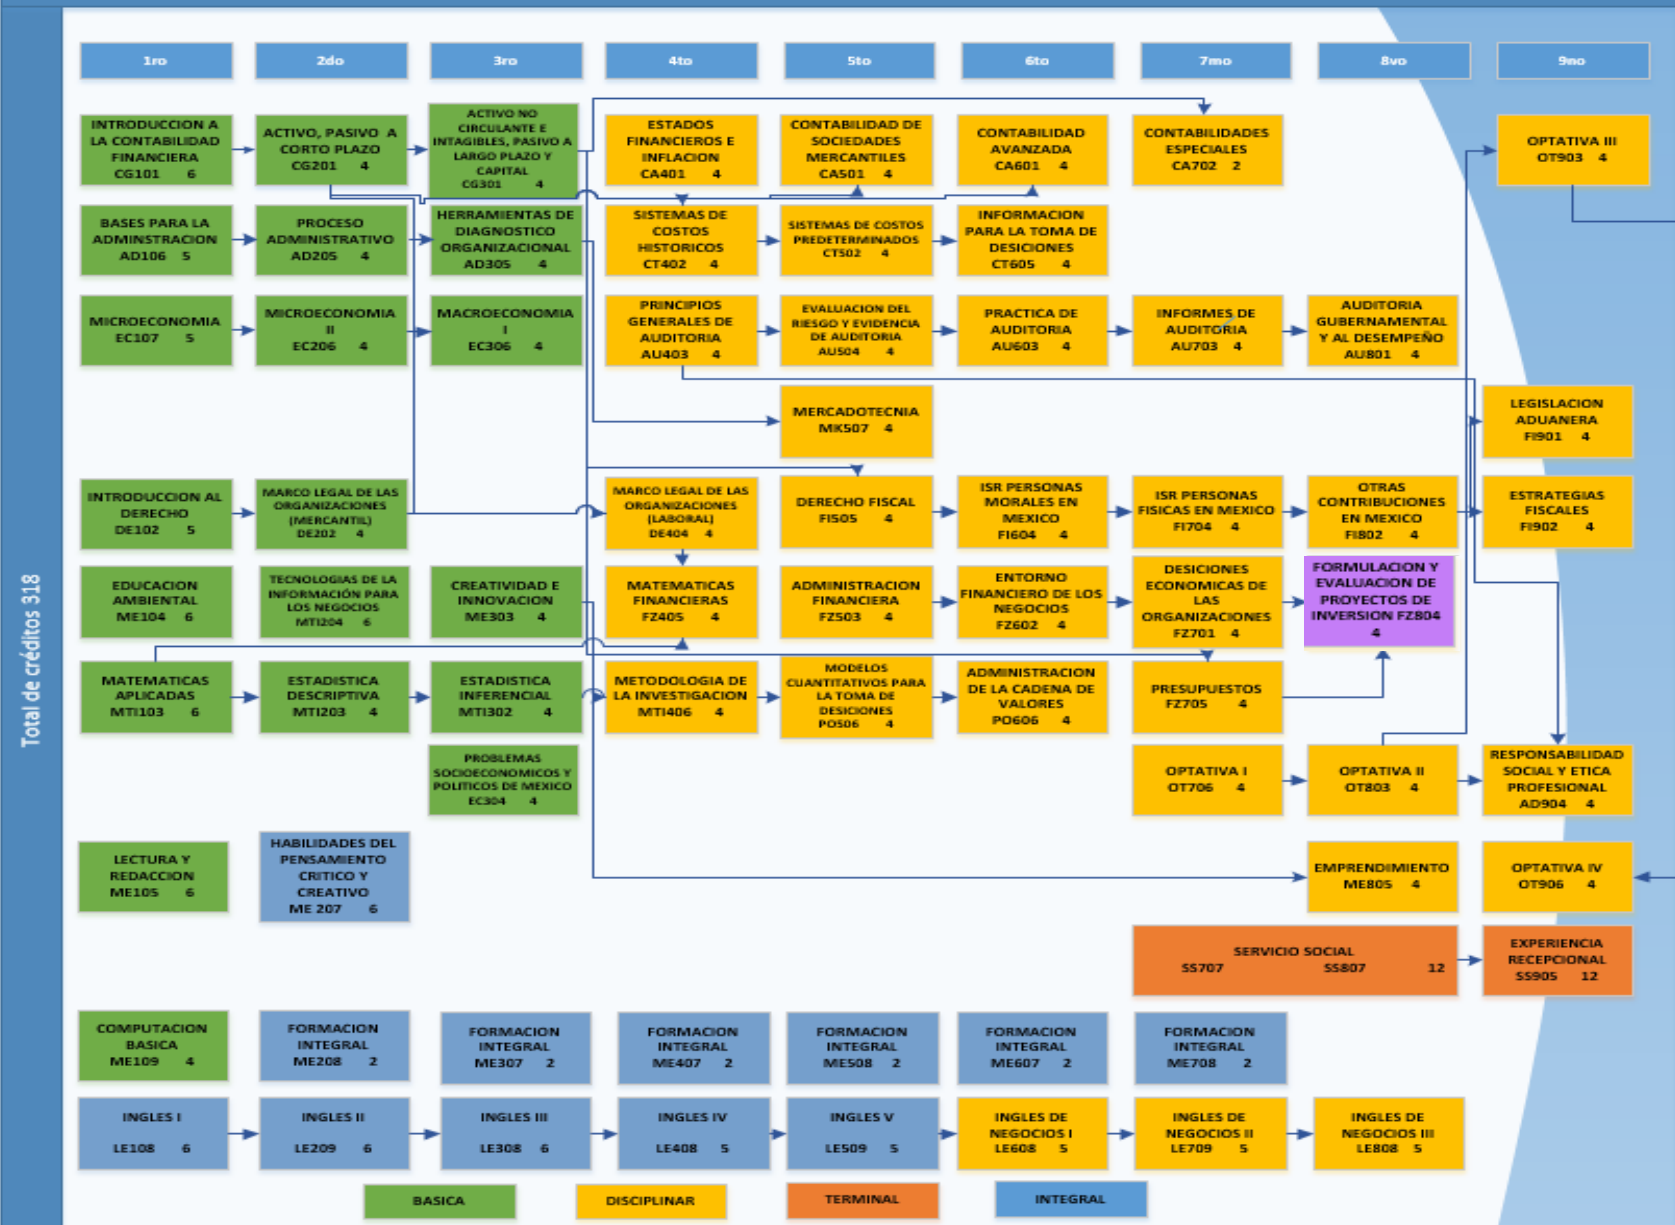 Total de créditos 318
1ro
2do
3ro
4to
5to
6to
7mo
8vo
9no
INTRODUCCION A
LA CONTABILIDAD
FINANCIERA
CG101 6
ACTIVO, PASIVO A
CORTO PLAZO
CG201 4
ACTIVO NO
CIRCULANTE E
INTAGIBLES, PASIVO A
LARGO PLAZO Y
CAPITAL
CG301 4
ESTADOS
FINANCIEROS E
INFLACION
CA401 4
CONTABILIDAD DE
SOCIEDADES
MERCANTILES
CA501 4
CONTABILIDAD
AVANZADA
CA601 4
CONTABILIDADES
ESPECIALES
CA702 2
OPTATIVA III
OT903 4
BASES PARA LA
ADMINSTRACION
AD106 5
PROCESO
ADMINISTRATIVO
AD205 4
HERRAMIENTAS DE
DIAGNOSTICO
ORGANIZACIONAL
AD305 4
SISTEMAS DE
COSTOS
HISTORICOS
CT402 4
SISTEMAS DE COSTOS
PREDETERMINADOS
CT502 4
INFORMACION
PARA LA TOMA DE
DESICIONES
CT605 4
MICROECONOMIA
EC107 5
MICROECONOMIA
II
EC206 4
MACROECONOMIA
I
EC306 4
PRINCIPIOS
GENERALES DE
AUDITORIA
AU403 4
EVALUACION DEL
RIESGO Y EVIDENCIA
DE AUDITORIA
AU504 4
PRACTICA DE
AUDITORIA
AU603 4
INFORMES DE
AUDITORIA
AU703 4
AUDITORIA
GUBERNAMENTAL
Y AL DESEMPEÑO
AU801 4
MERCADOTECNIA
MK507 4
LEGISLACION
ADUANERA
FI901 4
INTRODUCCION AL
DERECHO
DE102 5
MARCO LEGAL DE LAS
ORGANIZACIONES
(MERCANTIL)
DE202 4
MARCO LEGAL DE LAS
ORGANIZACIONES
(LABORAL)
DE404 4
DERECHO FISCAL
FI505 4
ISR PERSONAS
MORALES EN
MEXICO
FI604 4
ISR PERSONAS
FISICAS EN MEXICO
FI704 4
OTRAS
CONTRIBUCIONES
EN MEXICO
FI802 4
ESTRATEGIAS
FISCALES
FI902 4
EDUCACION
AMBIENTAL
ME104 6
TECNOLOGIAS DE LA
INFORMACIÓN PARA
LOS NEGOCIOS
MTI204 6
CREATIVIDAD E
INNOVACION
ME303 4
MATEMATICAS
FINANCIERAS
FZ405 4
ADMINISTRACION
FINANCIERA
FZ503 4
ENTORNO
FINANCIERO DE LOS
NEGOCIOS
FZ602 4
DESICIONES
ECONOMICAS DE
LAS
ORGANIZACIONES
FZ701 4
FORMULACION Y
EVALUACION DE
PROYECTOS DE
INVERSION FZ804
4
MATEMATICAS
APLICADAS
MTI103 6
ESTADISTICA
DESCRIPTIVA
MTI203 4
ESTADISTICA
INFERENCIAL
MTI302 4
METODOLOGIA DE
LA INVESTIGACION
MTI406 4
MODELOS
CUANTITATIVOS PARA
LA TOMA DE
DESICIONES
PO506 4
ADMINISTRACION
DE LA CADENA DE
VALORES
PO606 4
PRESUPUESTOS
FZ705 4
PROBLEMAS
SOCIOECONOMICOS Y
POLITICOS DE MEXICO
EC304 4
OPTATIVA I
OT706 4
OPTATIVA II
OT803 4
RESPONSABILIDAD
SOCIAL Y ETICA
PROFESIONAL
AD904 4
LECTURA Y
REDACCION
ME105 6
HABILIDADES DEL
PENSAMIENTO
CRITICO Y
CREATIVO
ME 207 6
EMPRENDIMIENTO
ME805 4
OPTATIVA IV
OT906 4
SERVICIO SOCIAL
SS707 SS807 12
EXPERIENCIA
RECEPCIONAL
SS905 12
COMPUTACION
BASICA
ME109 4
FORMACION
INTEGRAL
ME208 2
FORMACION
INTEGRAL
ME307 2
FORMACION
INTEGRAL
ME407 2
FORMACION
INTEGRAL
ME508 2
FORMACION
INTEGRAL
ME607 2
FORMACION
INTEGRAL
ME708 2
INGLES I
LE108 6
INGLES II
LE209 6
INGLES III
LE308 6
INGLES IV
LE408 5
INGLES V
LE509 5
INGLES DE
NEGOCIOS I
LE608 5
INGLES DE
NEGOCIOS II
LE709 5
INGLES DE
NEGOCIOS III
LE808 5
BASICA
DISCIPLINAR
TERMINAL
INTEGRAL